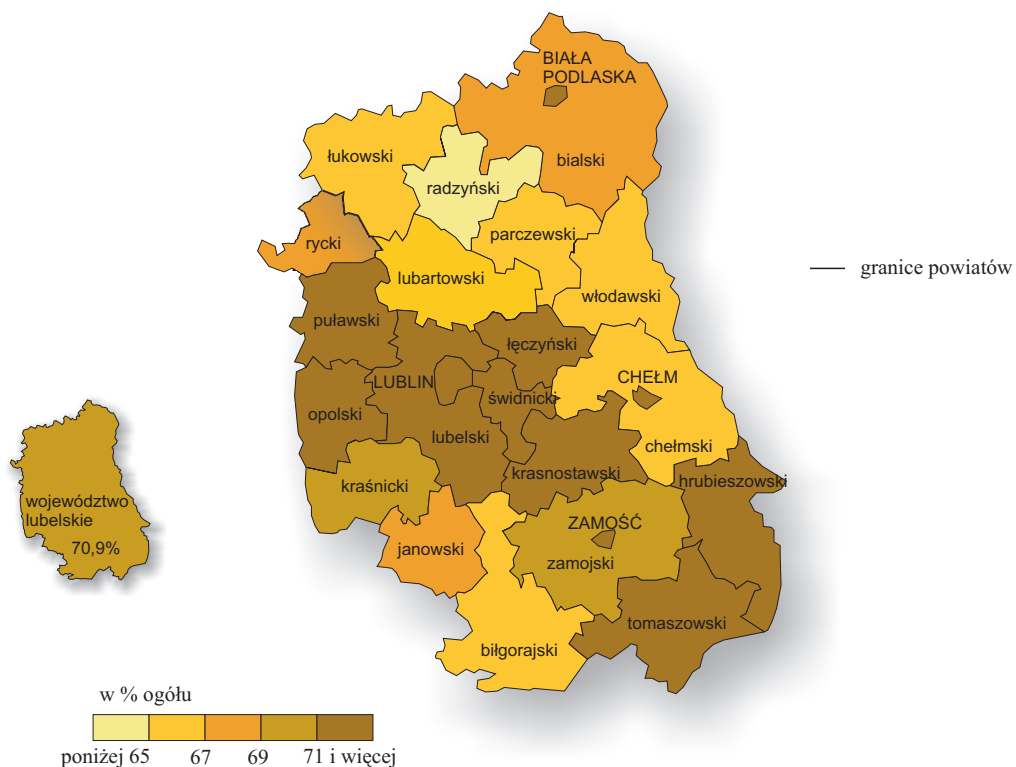 BIAŁA
PODLASKA
łukowski
bialski
radzyński
parczewski
rycki
granice powiatów
lubartowski
włodawski
puławski
łęczyński
LUBLIN
CHEŁM
świdnicki
opolski
lubelski
chełmski
krasnostawski
hrubieszowski
kraśnicki
województwo
lubelskie
70,9%
ZAMOŚĆ
janowski
zamojski
tomaszowski
biłgorajski
w % ogółu
poniżej 65 67 69 71 i więcej